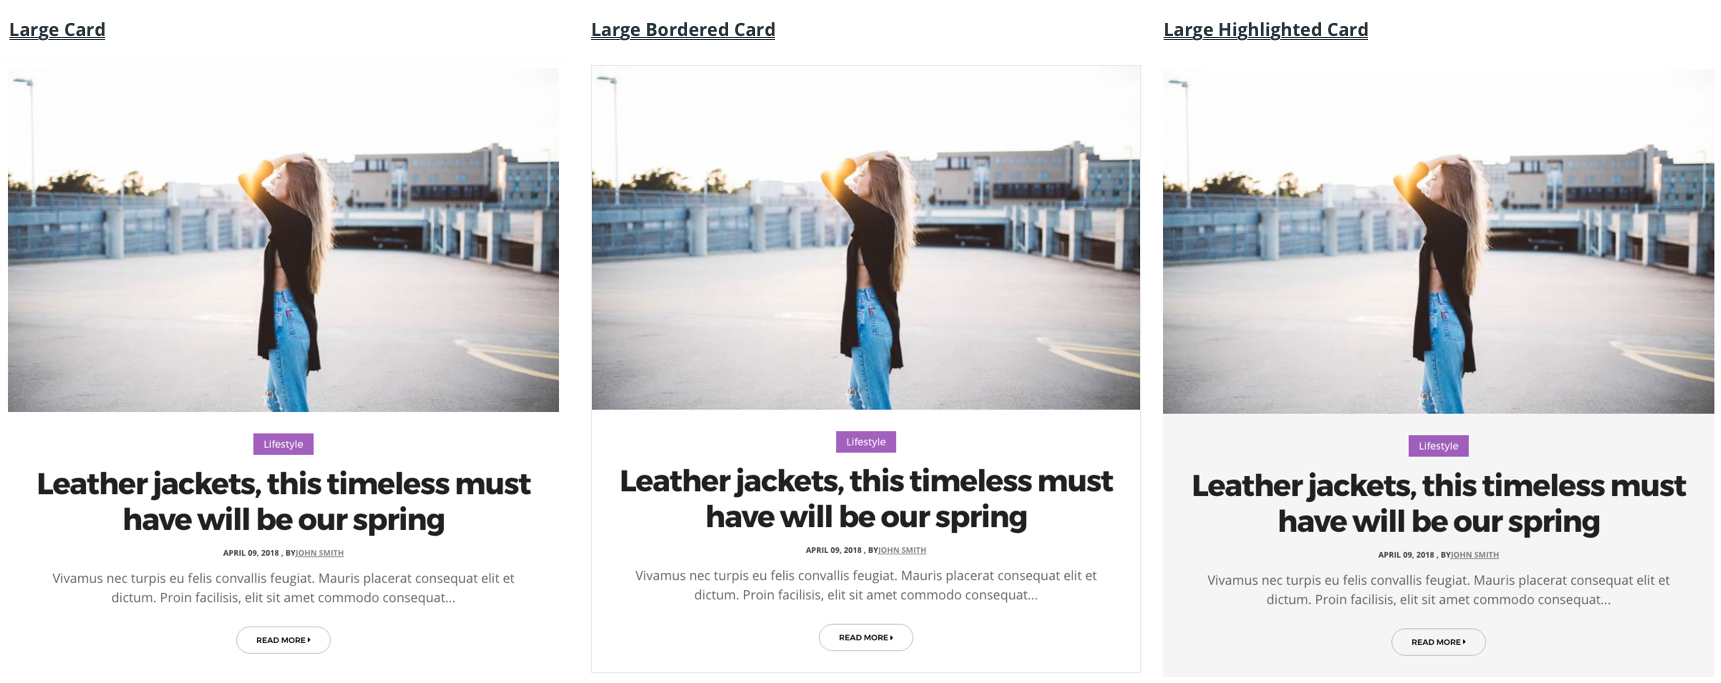 Large Card
Lifestyle
Leather jackets, this timeless must
have will be our spring
APRIL 09, 2018 , BYJOHN SMITH
Vivamus nec turpis eu felis convallis feugiat. Mauris placerat consequat elit et
dictum. Proin facilisis, elit sit amet commodo consequat...
READ MORE
Large Bordered Card
Lifestyle
Leather jackets, this timeless must
have will be our spring
APRIL 09, 2018 , BYJOHN SMITH
Vivamus nec turpis eu felis convallis feugiat. Mauris placerat consequat elit et
dictum. Proin facilisis, elit sit amet commodo consequat...
READ MORE
Large Highlighted Card
Lifestyle
Leather jackets, this timeless must
have will be our spring
APRIL 09, 2018 , BYJOHN SMITH
Vivamus nec turpis eu felis convallis feugiat. Mauris placerat consequat elit et
dictum. Proin facilisis, elit sit amet commodo consequat...
READ MORE